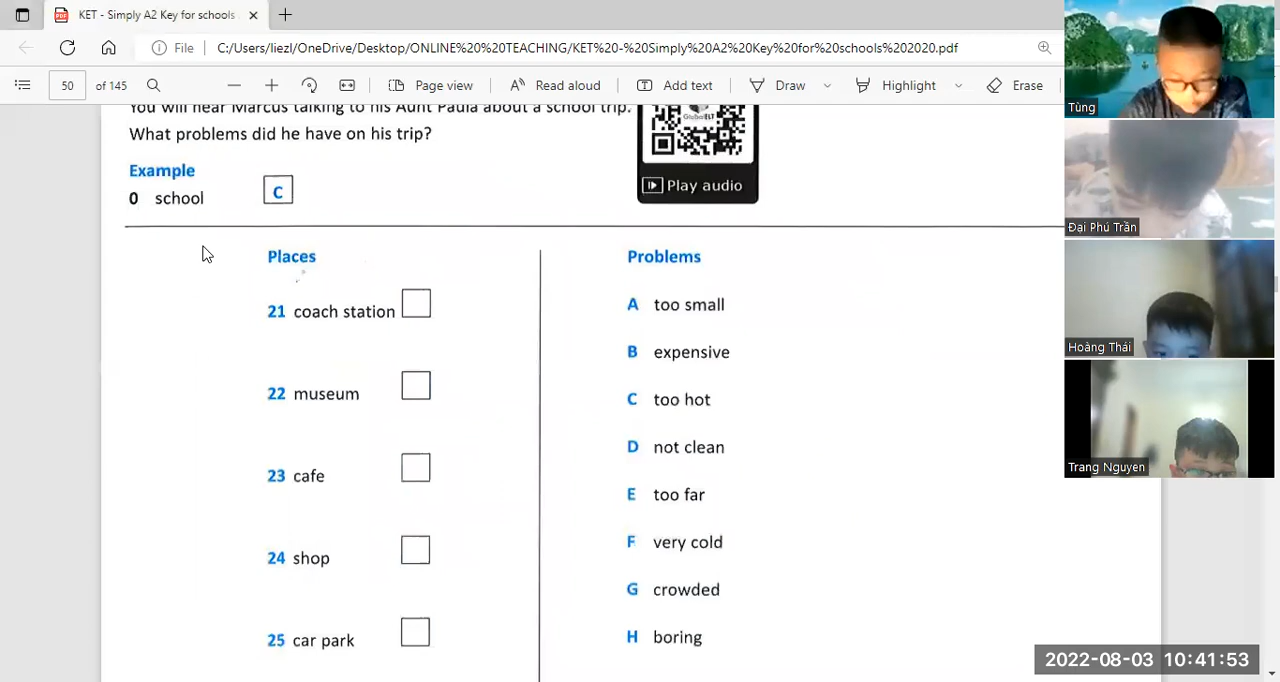 KET - Simply A2 Key for schools
File C:/Users/liezl/OneDrive/Desktop/ONLINE%20%20TEACHING/KET%20-%20Simply%20A2%20Key%20for%20schools%202020.pdf
50 of 145 Page view Read aloud Add text Draw Highlight Erase
You will hear Marcus talking to his Aunt Paula about a school trip.
What problems did he have on his trip?
GlobalELT
Play audio
Example
0 school C
Places Problems
21 coach station
22 museum
23 cafe
24 shop
25 car park
A too small
B expensive
C too hot
D not clean
E too far
F very cold
G crowded
H boring
Tùng
Đại Phú Trần
Hoàng Thái
Trang Nguyen
2022-08-03 10:41:53